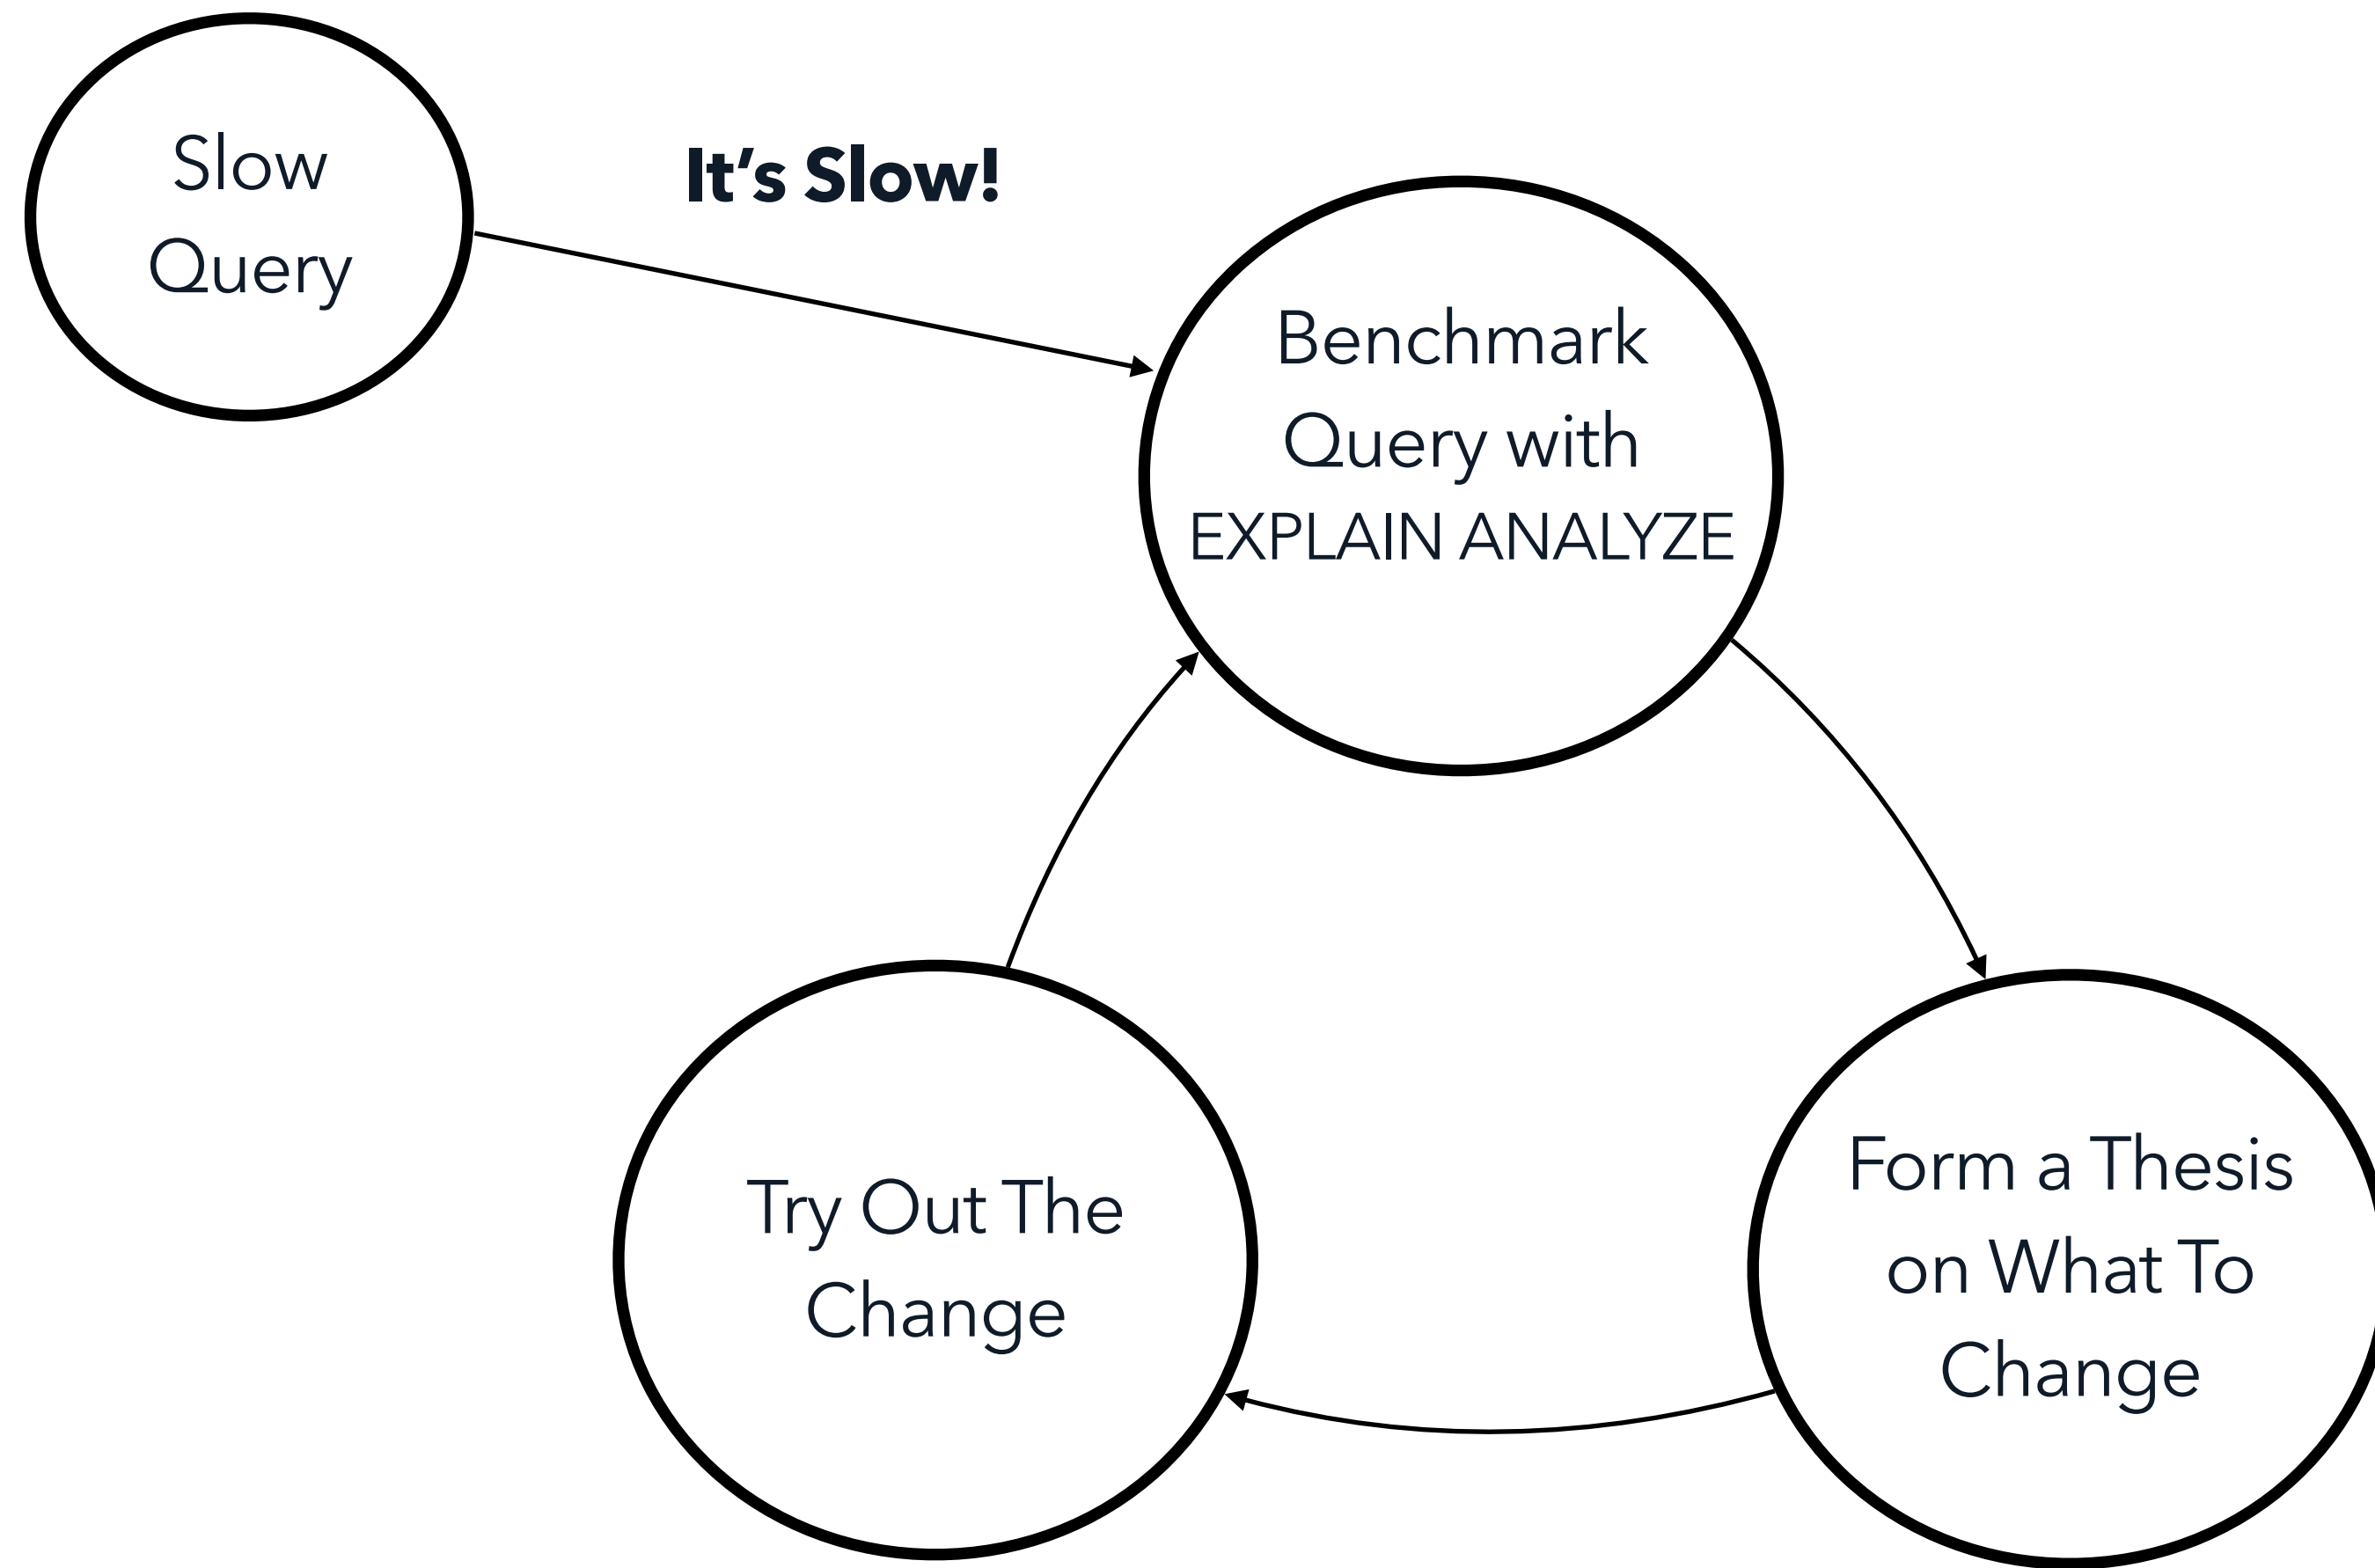 Slow
Query
It's Slow!
Benchmark
Query with
EXPLAIN ANALYZE
Try Out The
Change
Form a Thesis
on What To
Change